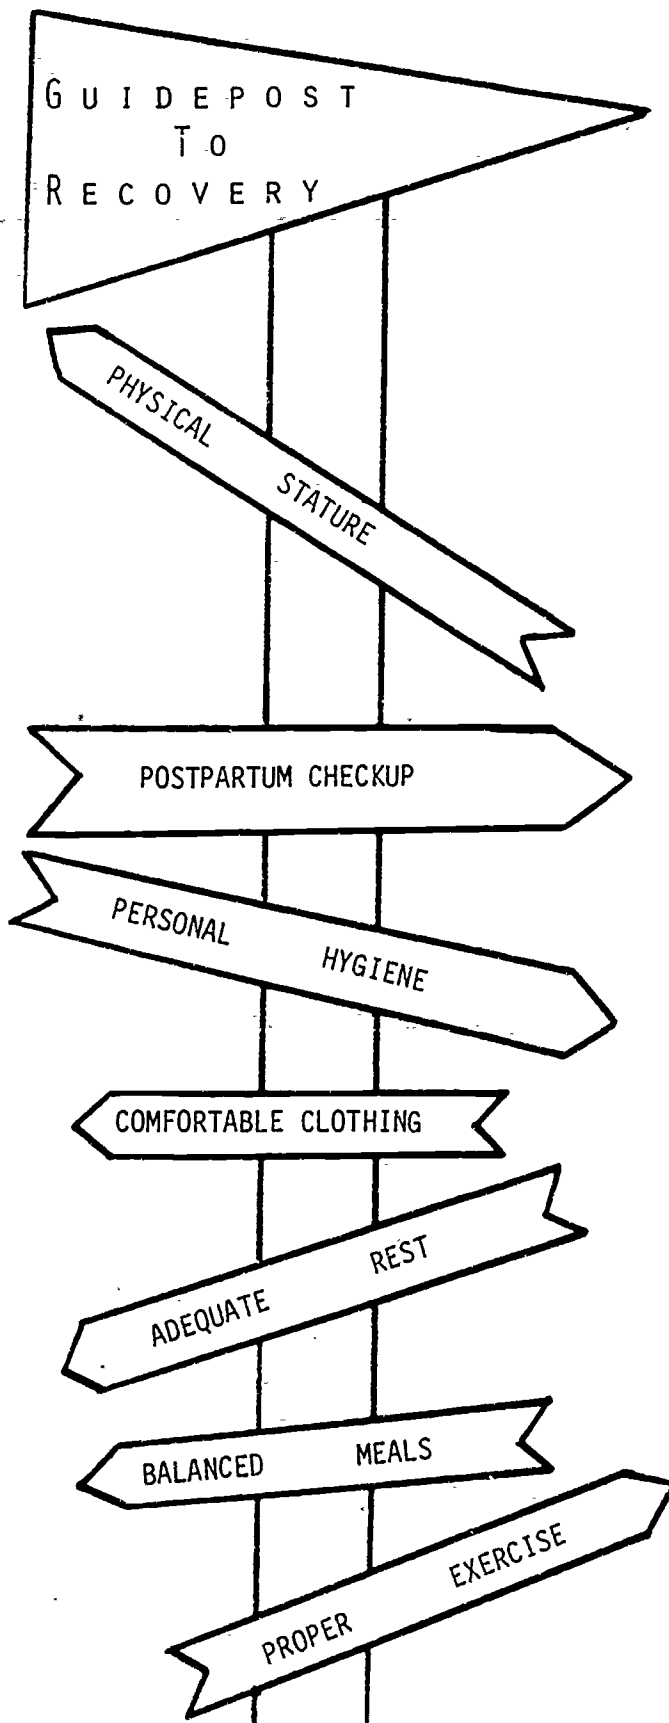 GUIDEPOST
TO
RECOVERY
PHYSICAL STATURE
POSTPARTUM CHECKUP
PERSONAL HYGIENE
COMFORTABLE CLOTHING
ADEQUATE REST
BALANCED MEALS
PROPER EXERCISE